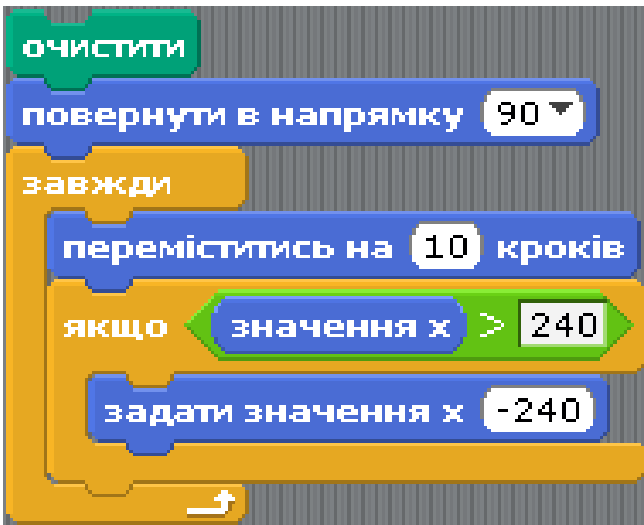 очистити
повернути в напрямку 90
завжди
переміститись на 10 кроків
якщо значення x > 240
задати значення x -240